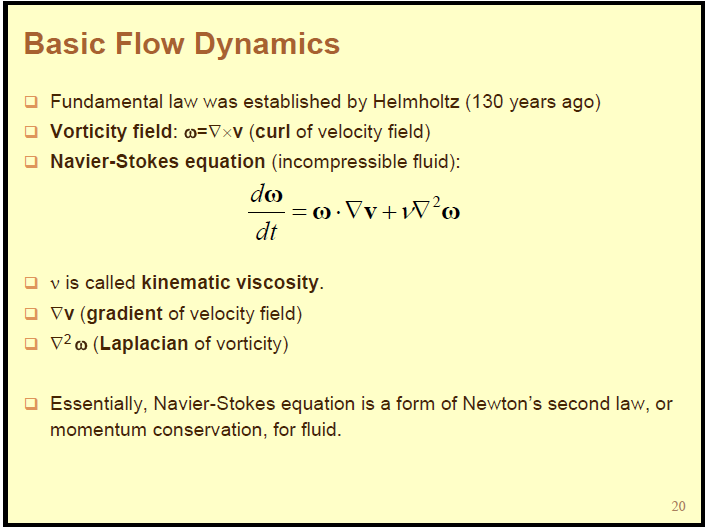 Basic Flow Dynamics
❑ Fundamental law was established by Helmholtz (130 years ago)
❑ Vorticity field: ω=∇×v (curl of velocity field)
❑ Navier-Stokes equation (incompressible fluid):
dω/dt = ω · ∇v + ν∇²ω
❑ ν is called kinematic viscosity.
❑ ∇v (gradient of velocity field)
❑ ∇² ω (Laplacian of vorticity)
❑ Essentially, Navier-Stokes equation is a form of Newton’s second law, or
momentum conservation, for fluid.
20